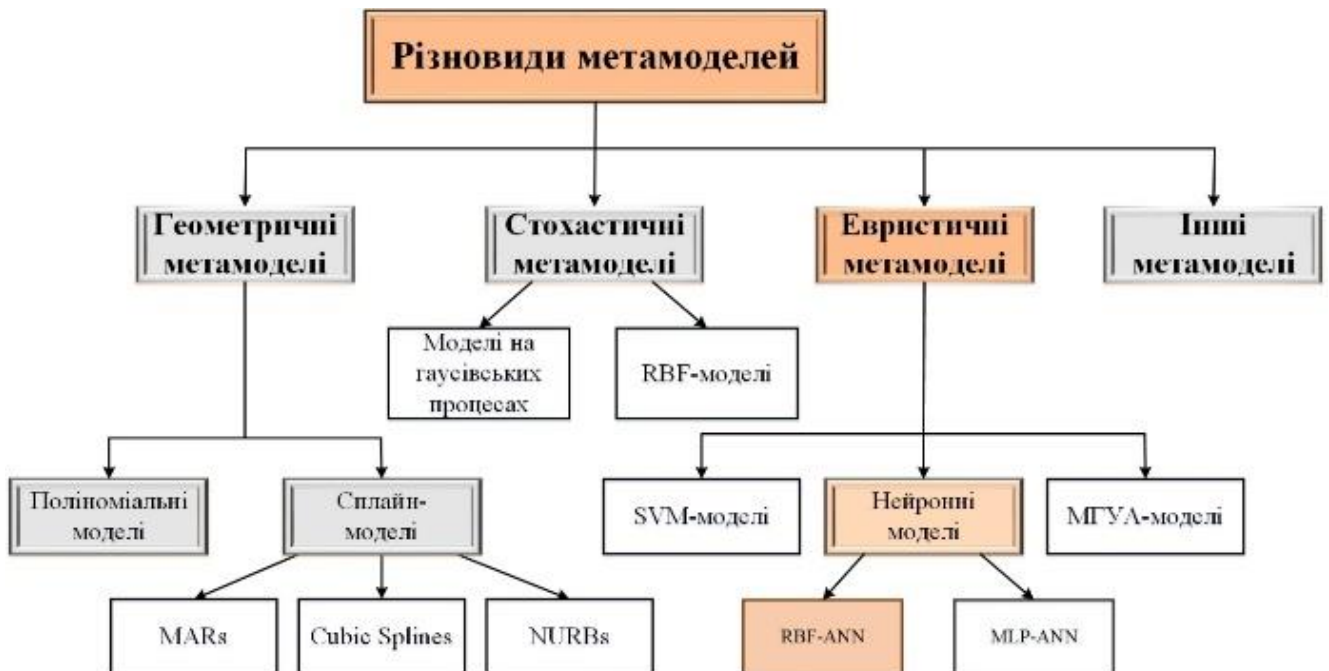 Різновиди метамоделей
Геометричні
метамоделі
Стохастичні
метамоделі
Евристичні
метамоделі
Інші
метамоделі
Моделі на
гаусівських
процесах
RBF-моделі
Поліноміальні
моделі
Сплайн-
моделі
SVM-моделі
Нейронні
моделі
МГУА-моделі
MARs
Cubic Splines
NURBs
RBF-ANN
MLP-ANN